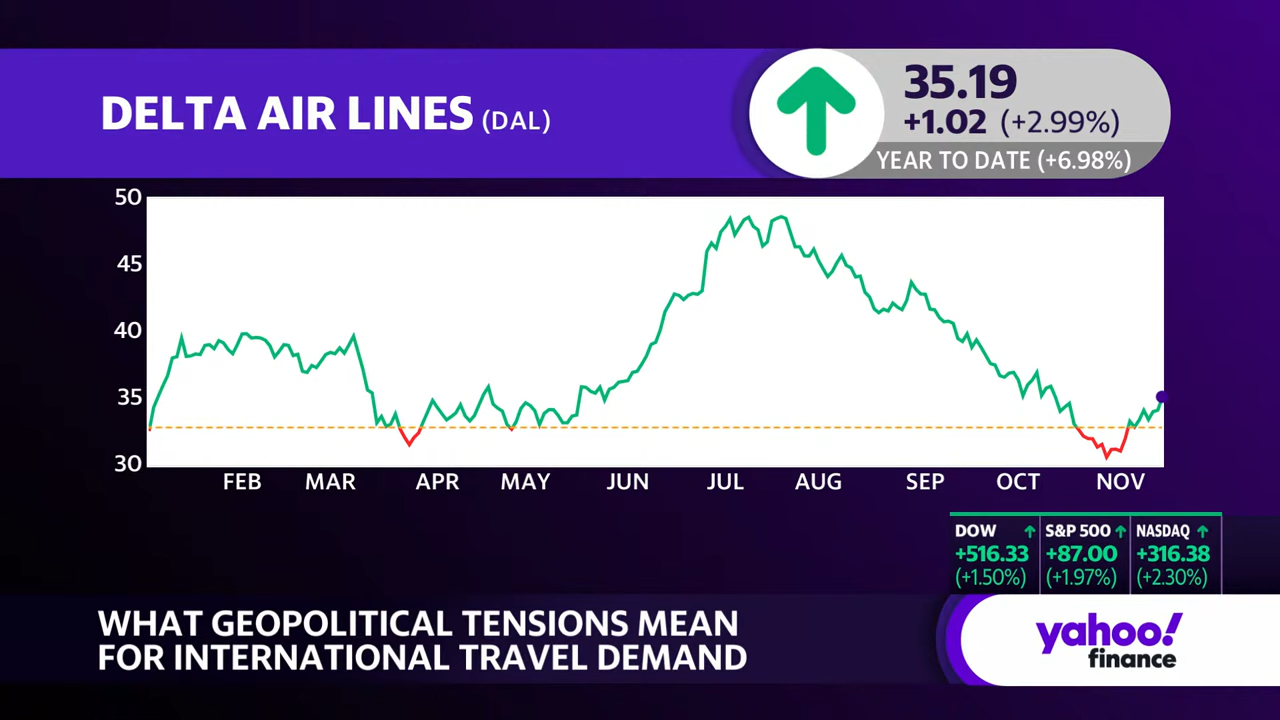 DELTA AIR LINES (DAL)
35.19
+1.02 (+2.99%)
YEAR TO DATE (+6.98%)
50
45
40
35
30
FEB MAR APR MAY JUN JUL AUG SEP OCT NOV
DOW S&P 500 NASDAQ
+516.33 +87.00 +316.38
(+1.50%) (+1.97%) (+2.30%)
WHAT GEOPOLITICAL TENSIONS MEAN
FOR INTERNATIONAL TRAVEL DEMAND
yahoo!
finance